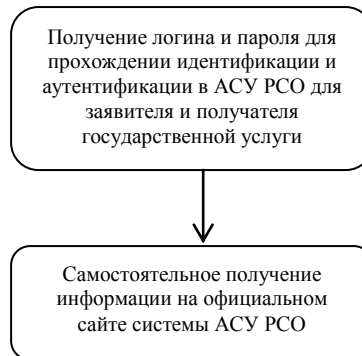 Получение логина и пароля для
прохождении идентификации и
аутентификации в АСУ РСО для
заявителя и получателя
государственной услуги
Самостоятельное получение
информации на официальном
сайте системы АСУ РСО